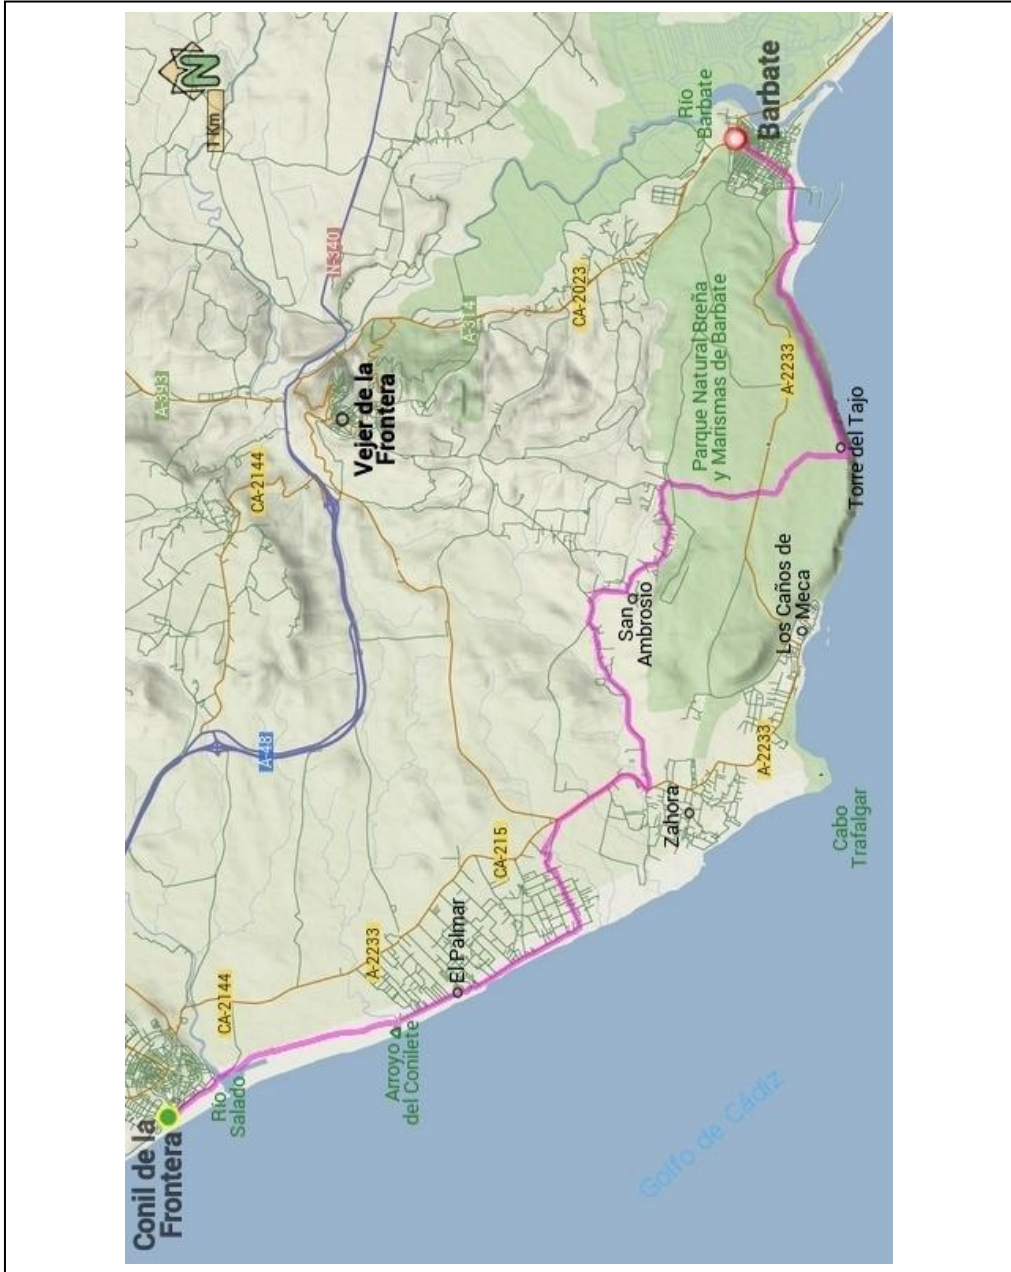 N
1 Km
Conil de la
Frontera
Río
Salado
CA-2144
Arroyo
del Conilete
A-2233
El Palmar
CA-215
Golfo de Cádiz
A-48
CA-2144
A-393
N-340
Vejer de la
Frontera
A-314
CA-2023
Zahora
A-2233
Cabo
Trafalgar
San
Ambrosio
Los Caños de
Meca
Parque Natural Breña
y Marismas de Barbate
A-2233
Torre del Tajo
Río
Barbate
Barbate